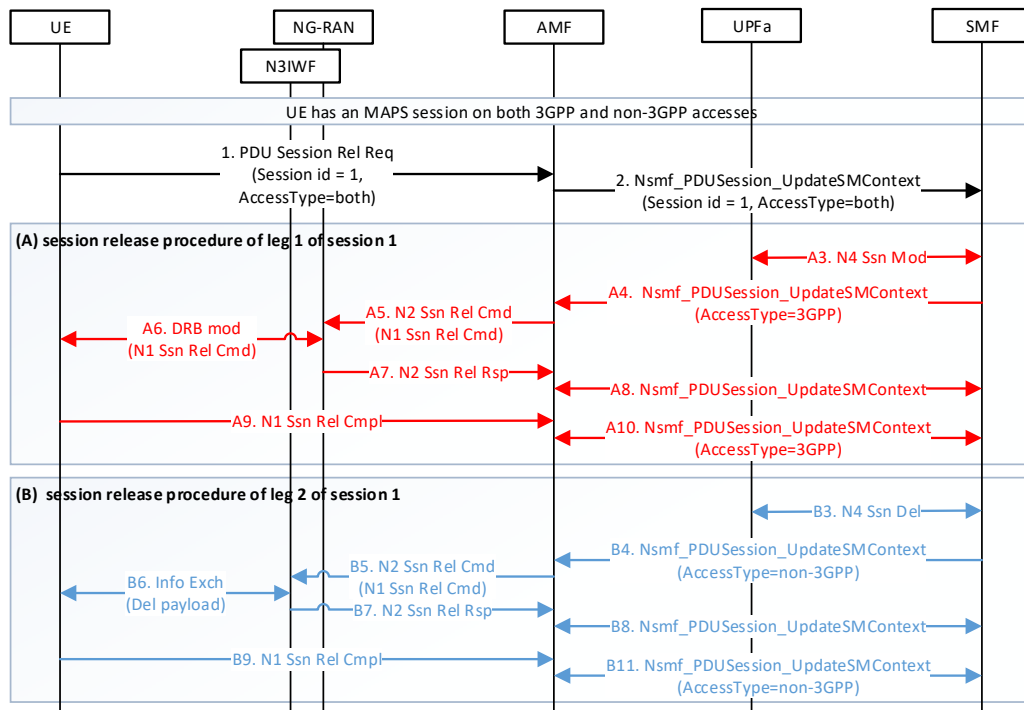 UE
NG-RAN
AMF
UPFa
SMF
N3IWF
UE has an MAPS session on both 3GPP and non-3GPP accesses
1. PDU Session Rel Req
(Session id = 1,
AccessType=both)
2. Nsmf_PDUSession_UpdateSMContext
(Session id = 1, AccessType=both)
(A) session release procedure of leg 1 of session 1
A3. N4 Ssn Mod
A4. Nsmf_PDUSession_UpdateSMContext
(AccessType=3GPP)
A5. N2 Ssn Rel Cmd
(N1 Ssn Rel Cmd)
A6. DRB mod
(N1 Ssn Rel Cmd)
A7. N2 Ssn Rel Rsp
A8. Nsmf_PDUSession_UpdateSMContext
A9. N1 Ssn Rel Cmpl
A10. Nsmf_PDUSession_UpdateSMContext
(AccessType=3GPP)
(B) session release procedure of leg 2 of session 1
B3. N4 Ssn Del
B4. Nsmf_PDUSession_UpdateSMContext
(AccessType=non-3GPP)
B5. N2 Ssn Rel Cmd
(N1 Ssn Rel Cmd)
B6. Info Exch
(Del payload)
B7. N2 Ssn Rel Rsp
B8. Nsmf_PDUSession_UpdateSMContext
B9. N1 Ssn Rel Cmpl
B11. Nsmf_PDUSession_UpdateSMContext
(AccessType=non-3GPP)